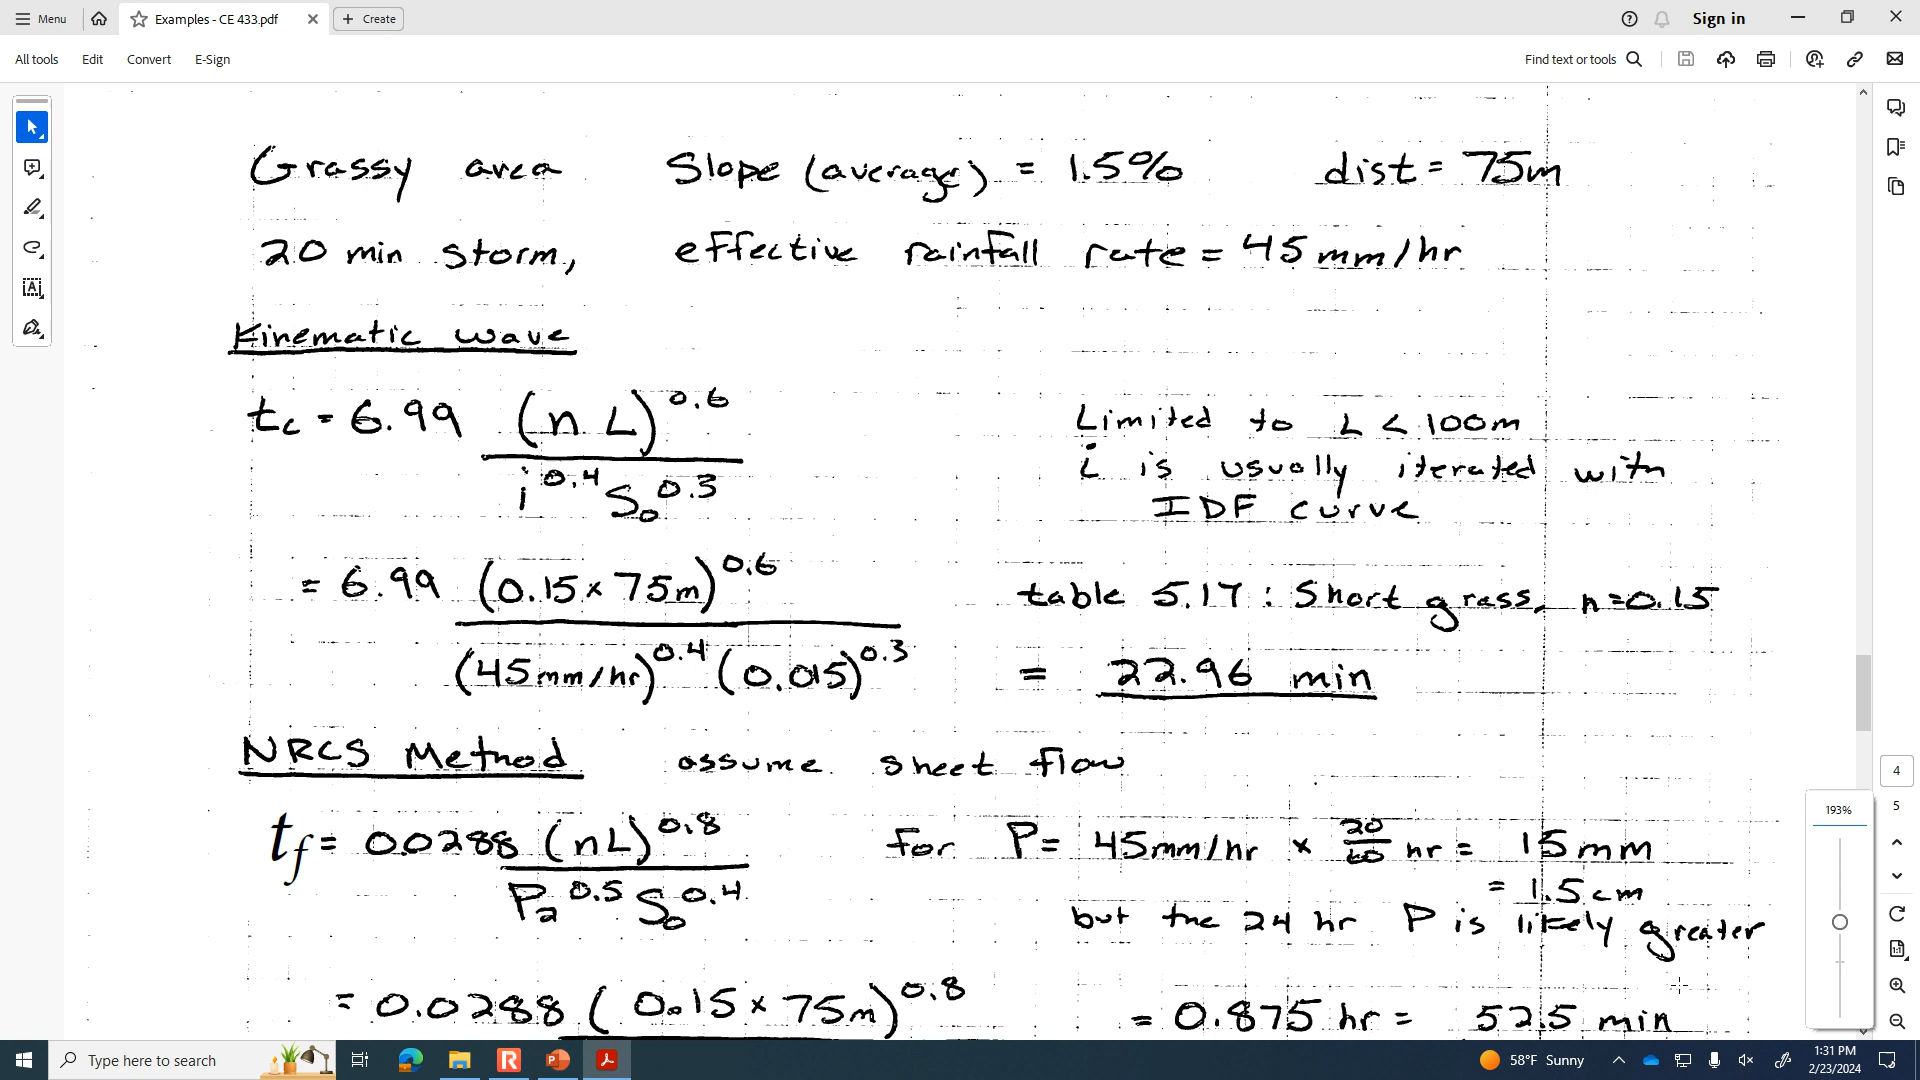 Menu
Examples - CE 433.pdf
Create
Sign in
All tools Edit Convert E-Sign
Find text or tools
Grassy area Slope (average) = 1.5% dist = 75m
20 min storm, effective rainfall rate = 45 mm/hr
Kinematic wave
tc = 6.99 (n L)^0.6 / i^0.4 S₀^0.3
Limited to L < 100m
i is usually iterated with
IDF curve
= 6.99 (0.15 × 75m)^0.6 / (45mm/hr)^0.4 (0.015)^0.3
table 5.17 : Short grass, n=0.15
= 22.96 min
NRCS Method assume sheet flow
tf = 0.0288 (nL)^0.8 / P₂^0.5 S₀^0.4
for P = 45mm/hr × 20/60 hr = 15mm
= 1.5cm
but the 24 hr P is likely greater
= 0.0288 (0.15 × 75m)^0.8
= 0.875 hr = 52.5 min
4
5
193%
Type here to search
58°F Sunny
1:31 PM
2/23/2024